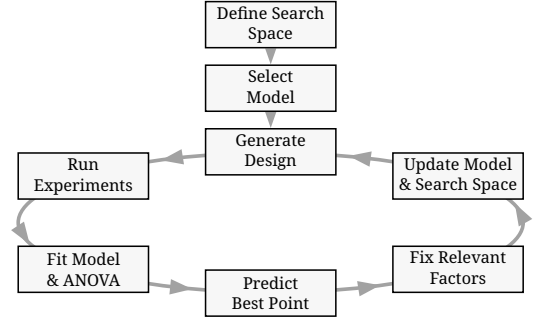 Define Search
Space
Select
Model
Generate
Design
Run
Experiments
Fit Model
& ANOVA
Predict
Best Point
Fix Relevant
Factors
Update Model
& Search Space